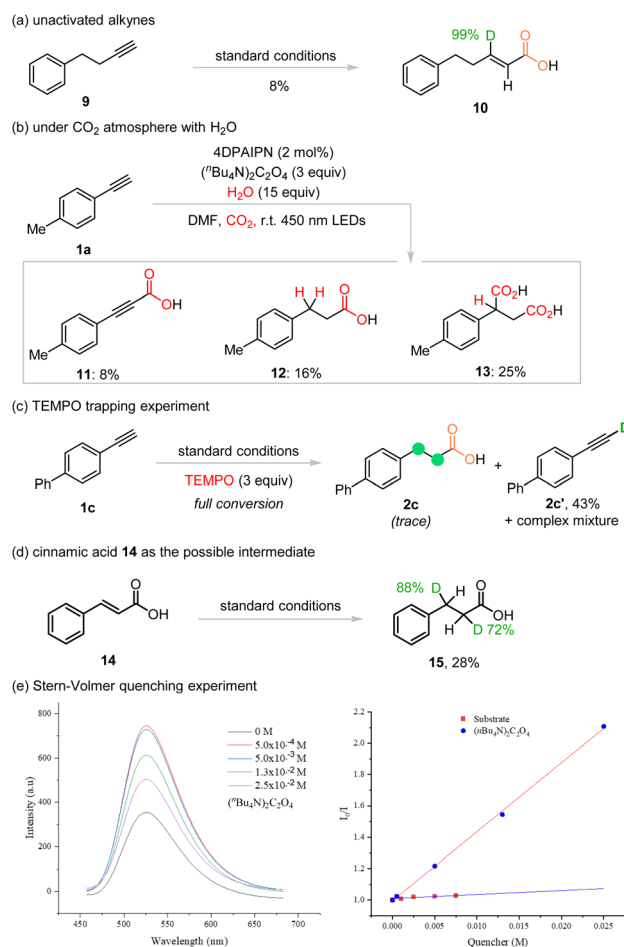 (a) unactivated alkynes
standard conditions
8%
9
99%
D
O
OH
H
10
(b) under CO₂ atmosphere with H₂O
4DPAIPN (2 mol%)
(ⁿBu₄N)₂C₂O₄ (3 equiv)
H₂O (15 equiv)
DMF, CO₂, r.t. 450 nm LEDs
Me
1a
O
O H
Me
11: 8%
H H O
O H
Me
12: 16%
CO₂H
H
CO₂H
Me
13: 25%
(c) TEMPO trapping experiment
Ph
1c
standard conditions
TEMPO (3 equiv)
full conversion
O
OH
Ph
2c
(trace)
+
D
Ph
2c', 43%
+ complex mixture
(d) cinnamic acid 14 as the possible intermediate
O
OH
14
standard conditions
88% D
H
O
OH
H
D 72%
15, 28%
(e) Stern-Volmer quenching experiment
800
600
400
200
0
Intensity (a.u)
450 500 550 600 650 700
Wavelength (nm)
0 M
5.0x10⁻⁴ M
5.0x10⁻³ M
1.3x10⁻² M
2.5x10⁻² M
(ⁿBu₄N)₂C₂O₄
2.2
2.0
1.8
1.6
1.4
1.2
1.0
0.8
I₀/I
Substrate
(nBu₄N)₂C₂O₄
0.000 0.005 0.010 0.015 0.020 0.025
Quencher (M)